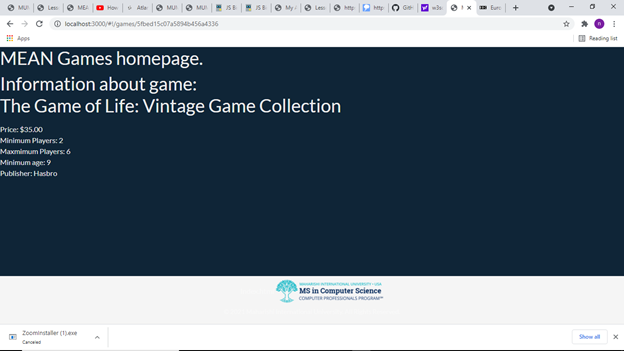 MU
Less
MEA
How
Atla
MU
MU
JS B
JS B
My
Less
http
http
Gith
w3s
Euro
localhost:3000/#!/games/5fbed15c07a5894b456a4336
n
Apps
Reading list
MEAN Games homepage.
Information about game:
The Game of Life: Vintage Game Collection
Price: $35.00
Minimum Players: 2
Maxmimum Players: 6
Minimum age: 9
Publisher: Hasbro
MAHARISHI INTERNATIONAL UNIVERSITY | USA
MS in Computer Science
COMPUTER PROFESSIONALS PROGRAM℠
ZoomInstaller (1).exe
Canceled
Show all